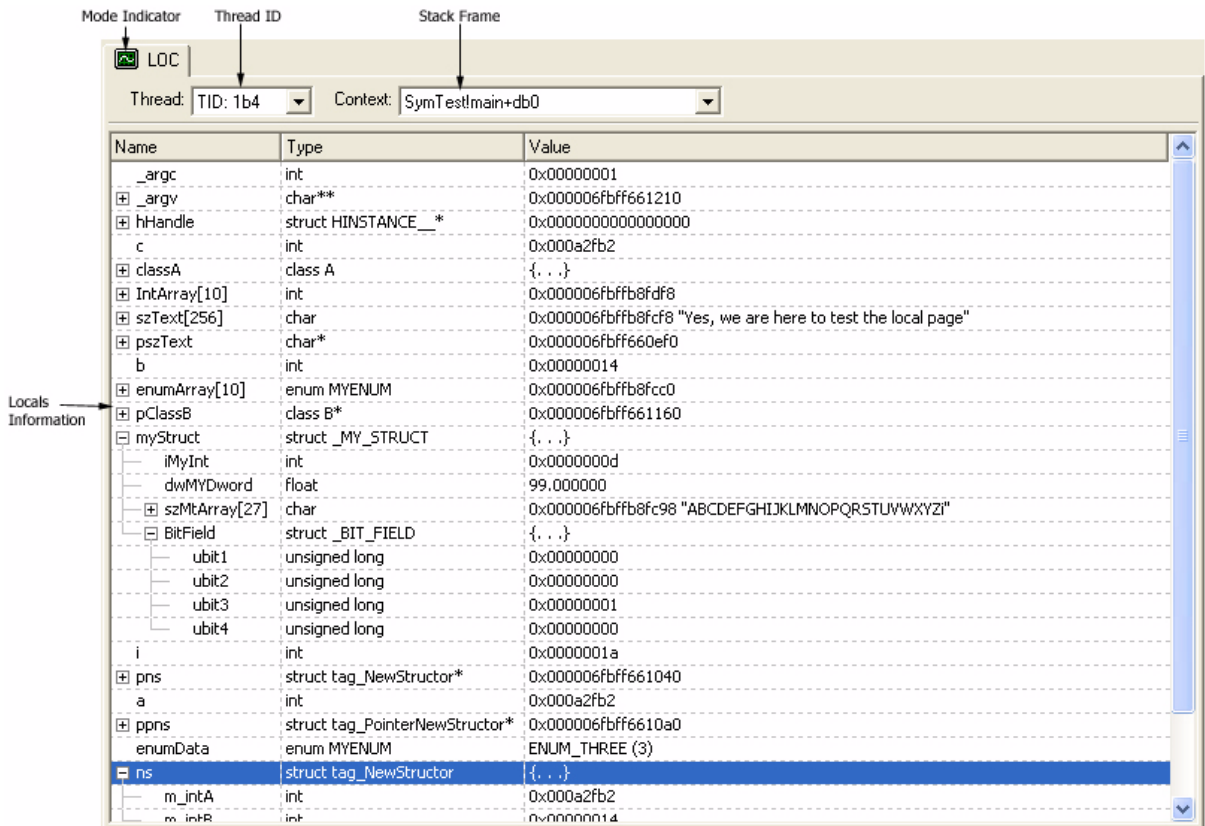 Mode Indicator Thread ID Stack Frame
LOC
Thread: TID: 1b4 Context: SymTest!main+db0
Name Type Value
_argc int 0x00000001
_argv char** 0x000006fbff661210
hHandle struct HINSTANCE__* 0x0000000000000000
c int 0x000a2fb2
classA class A {. . .}
IntArray[10] int 0x000006fbffb8fdf8
szText[256] char 0x000006fbffb8fcf8 "Yes, we are here to test the local page"
pszText char* 0x000006fbff660ef0
b int 0x00000014
enumArray[10] enum MYENUM 0x000006fbffb8fcc0
Locals
Information
pClassB class B* 0x000006fbff661160
myStruct struct _MY_STRUCT {. . .}
iMyInt int 0x0000000d
dwMYDword float 99.000000
szMtArray[27] char 0x000006fbffb8fc98 "ABCDEFGHIJKLMNOPQRSTUVWXYZi"
BitField struct _BIT_FIELD {. . .}
ubit1 unsigned long 0x00000000
ubit2 unsigned long 0x00000000
ubit3 unsigned long 0x00000001
ubit4 unsigned long 0x00000000
i int 0x0000001a
pns struct tag_NewStructor* 0x000006fbff661040
a int 0x000a2fb2
ppns struct tag_PointerNewStructor* 0x000006fbff6610a0
enumData enum MYENUM ENUM_THREE (3)
ns struct tag_NewStructor {. . .}
m_intA int 0x000a2fb2
m_intB int 0x00000014